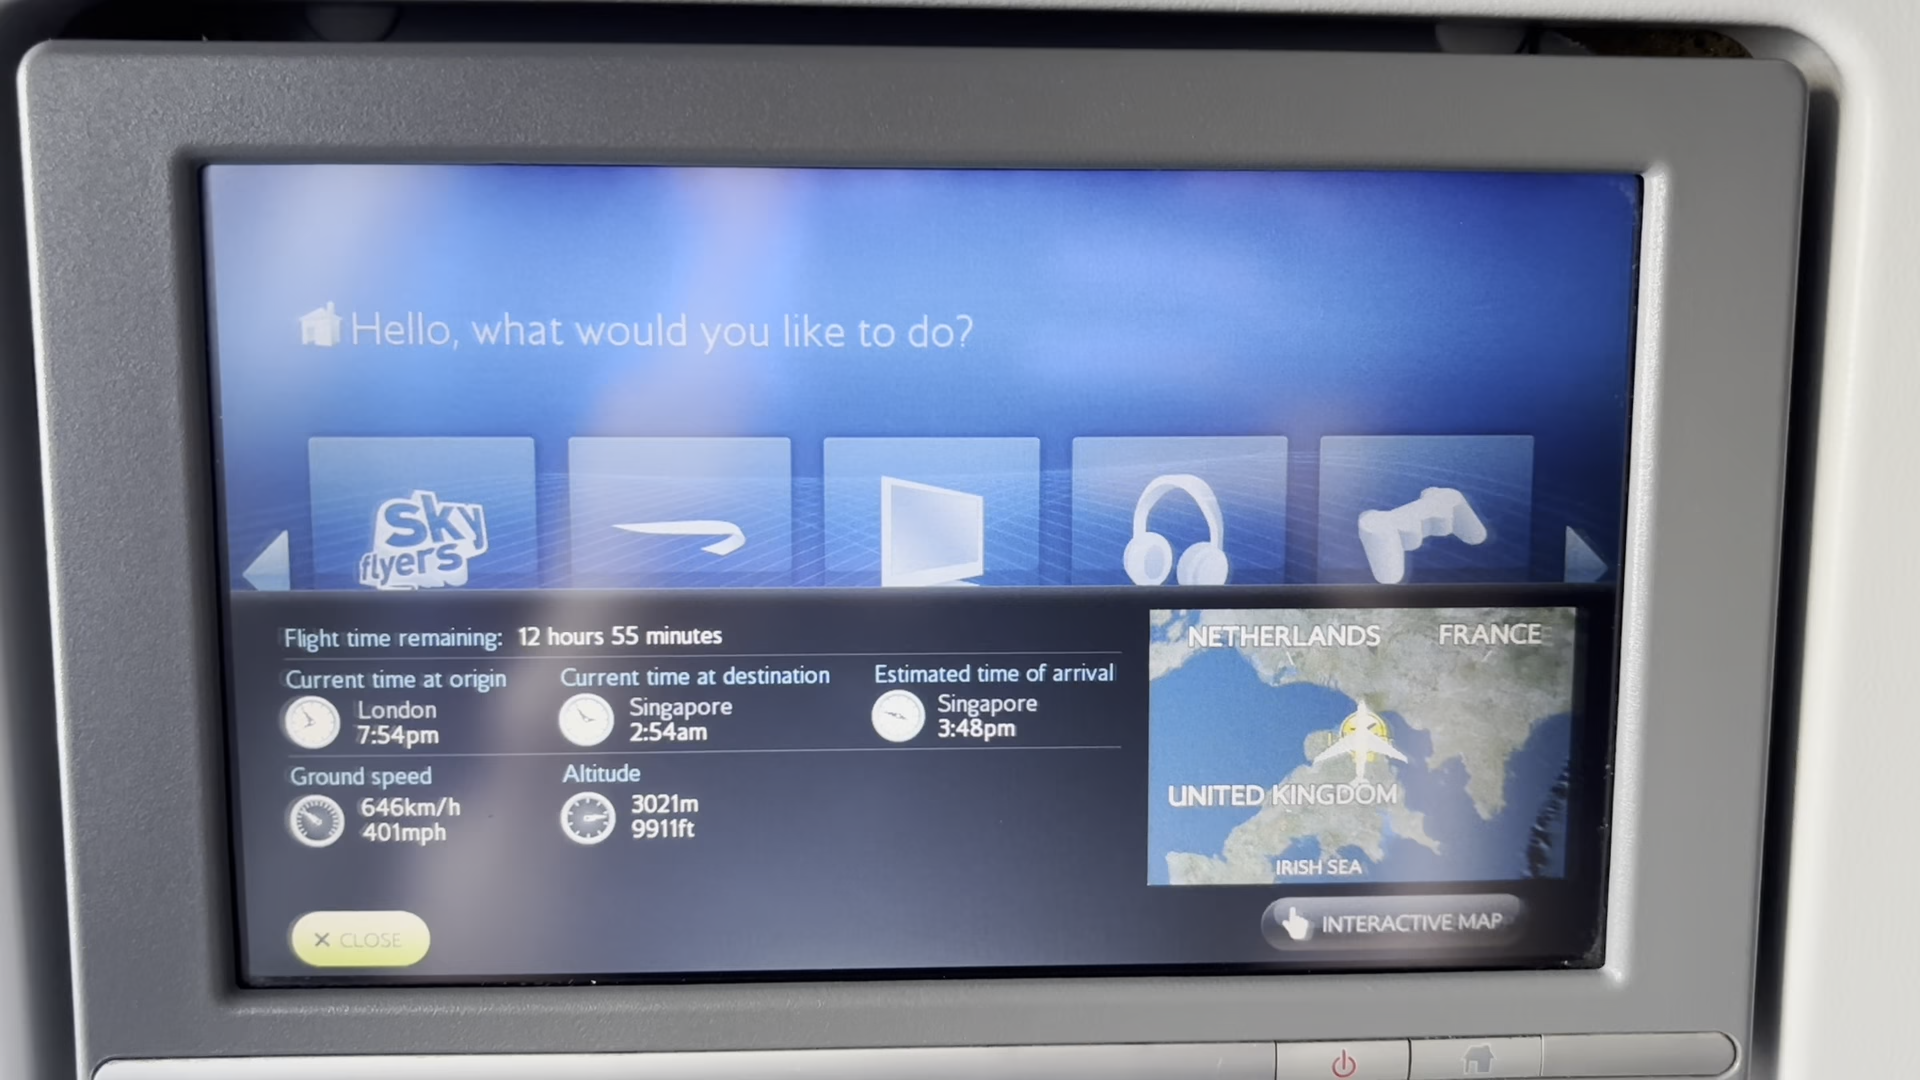 Hello, what would you like to do?
Sky
flyers
Flight time remaining: 12 hours 55 minutes
Current time at origin
London
7:54pm
Current time at destination
Singapore
2:54am
Estimated time of arrival
Singapore
3:48pm
Ground speed
646km/h
401mph
Altitude
3021m
9911ft
NETHERLANDS FRANCE
UNITED KINGDOM
IRISH SEA
X CLOSE
INTERACTIVE MAP